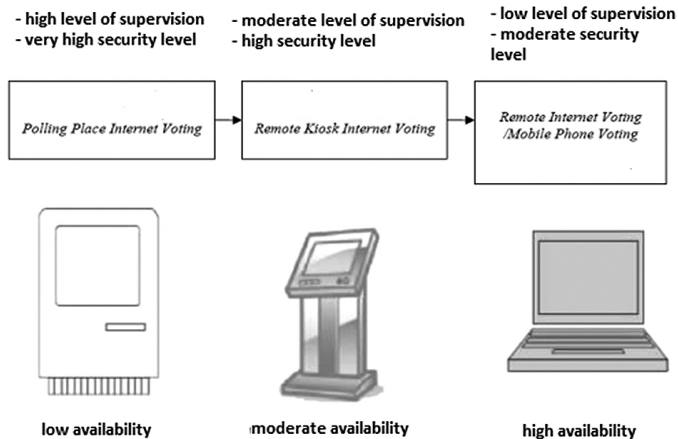 - high level of supervision
- very high security level
- moderate level of supervision
- high security level
- low level of supervision
- moderate security
level
Polling Place Internet Voting
Remote Kiosk Internet Voting
Remote Internet Voting
/Mobile Phone Voting
low availability
moderate availability
high availability